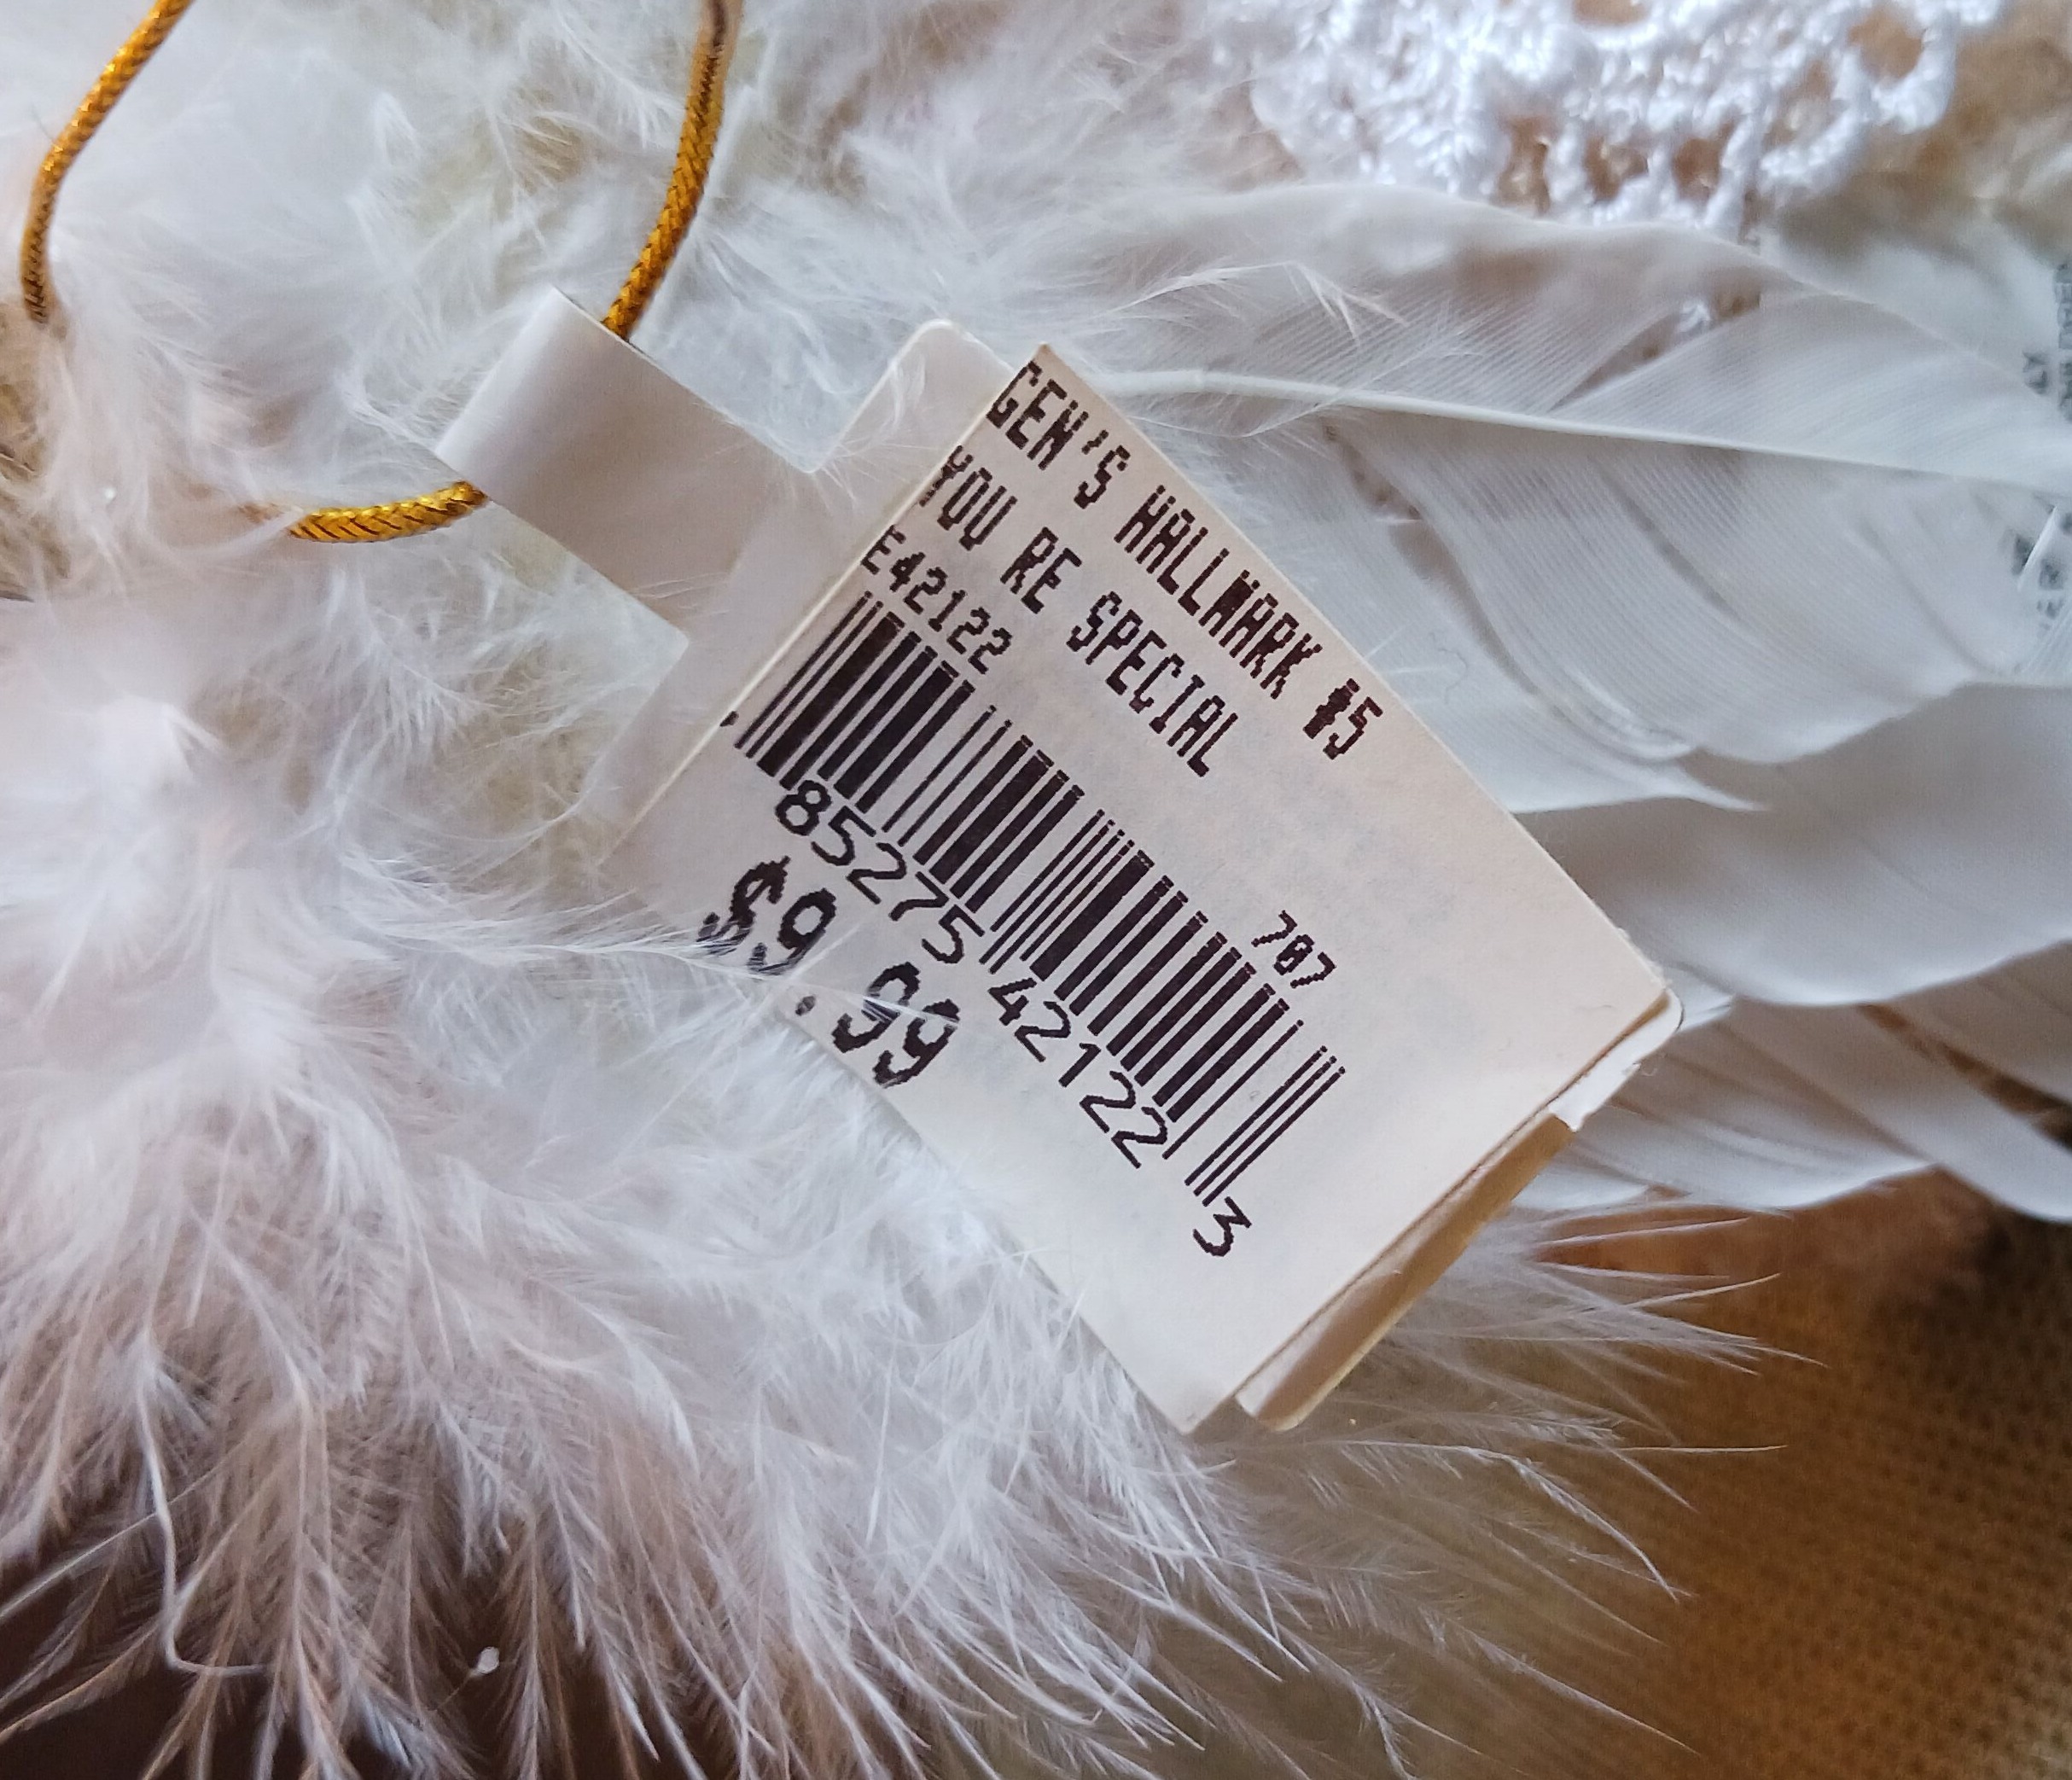 GEN'S HALLMARK #5
YOU RE SPECIAL
E42122
707
85275 42122 3
$9.99